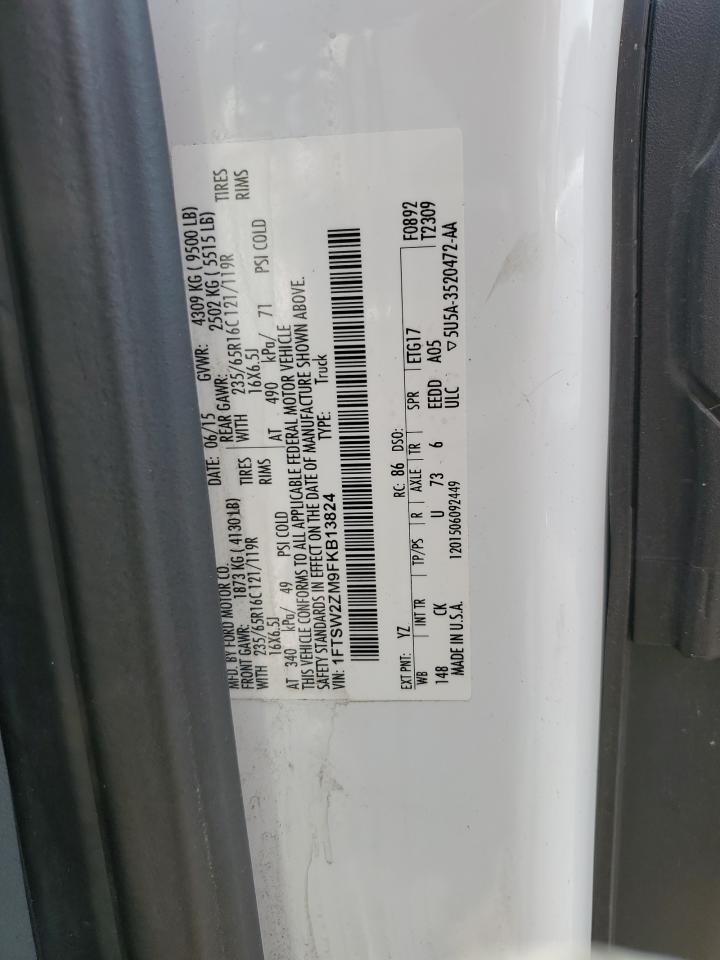 MFD. BY FORD MOTOR CO.
DATE: 06/15 GVWR: 4309 KG ( 9500 LB)
FRONT GAWR: 1873 KG ( 4130 LB) REAR GAWR: 2502 KG ( 5515 LB)
WITH 235/65R16C 121/119R TIRES WITH 235/65R16C 121/119R TIRES
16X6.5J RIMS 16X6.5J RIMS
AT 340 kPa/ 49 PSI COLD AT 490 kPa/ 71 PSI COLD
THIS VEHICLE CONFORMS TO ALL APPLICABLE FEDERAL MOTOR VEHICLE
SAFETY STANDARDS IN EFFECT ON THE DATE OF MANUFACTURE SHOWN ABOVE.
VIN: 1FTSW2ZM9FKB13824 TYPE: Truck
EXT PNT: YZ RC: 86 DSO: F0892
WB INT TR TP/PS R AXLE TR SPR ETG17 T2309
148 CK U 73 6 EEDD A05
MADE IN U.S.A. 1201506092449 ULC ▽5U5A-3520472-AA